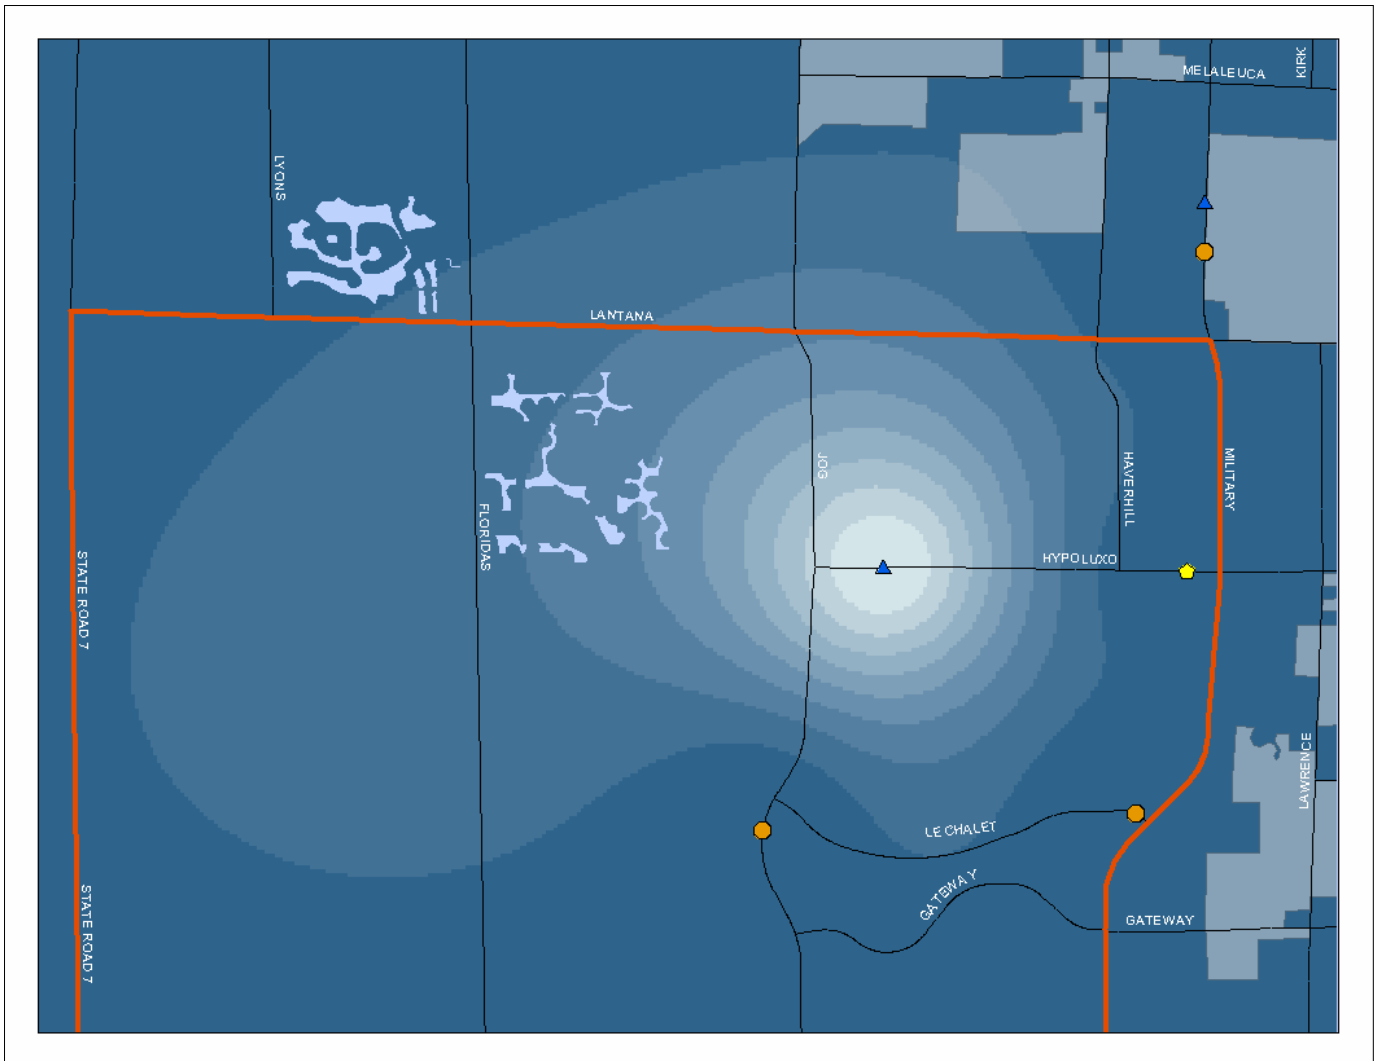 KIRK
MELALEUCA
LYONS
LANTANA
JOG
HAVERHILL
MILITARY
FLORIDAS
HYPOLUXO
STATE ROAD 7
LAWRENCE
LE CHALET
GATEWAY
GATEWAY
STATE ROAD 7